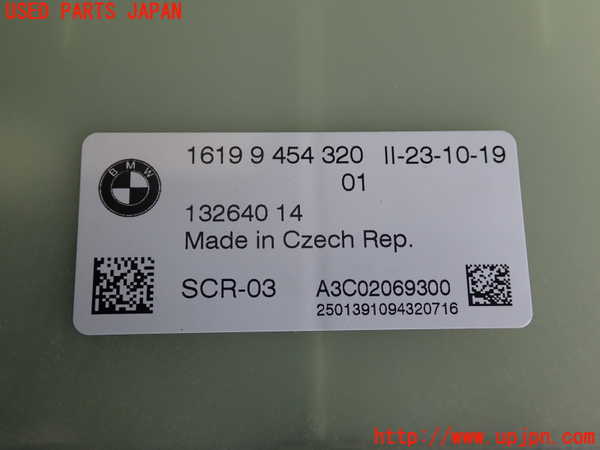 USED PARTS JAPAN
BMW
1619 9 454 320 II-23-10-19
01
132640 14
Made in Czech Rep.
SCR-03 A3C02069300
2501391094320716
http://www.upjpn.com/